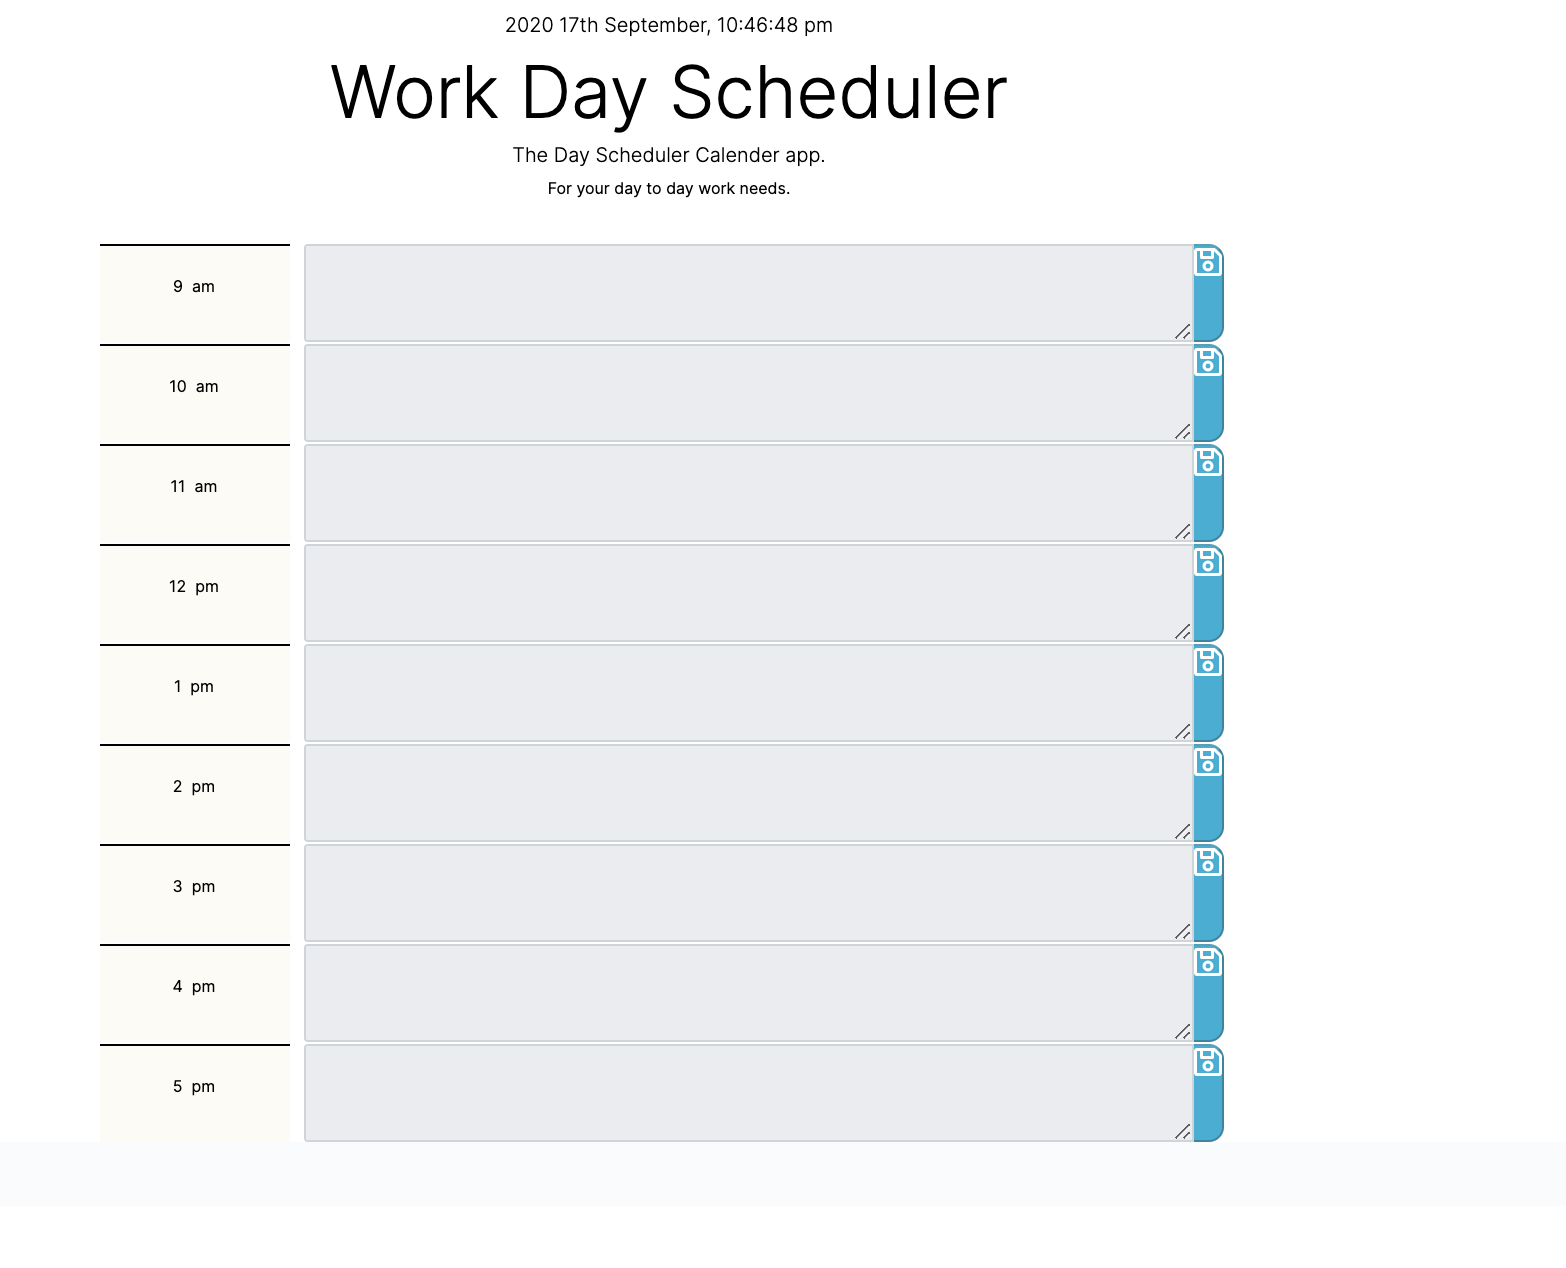 2020 17th September, 10:46:48 pm
Work Day Scheduler
The Day Scheduler Calender app.
For your day to day work needs.
9 am
10 am
11 am
12 pm
1 pm
2 pm
3 pm
4 pm
5 pm